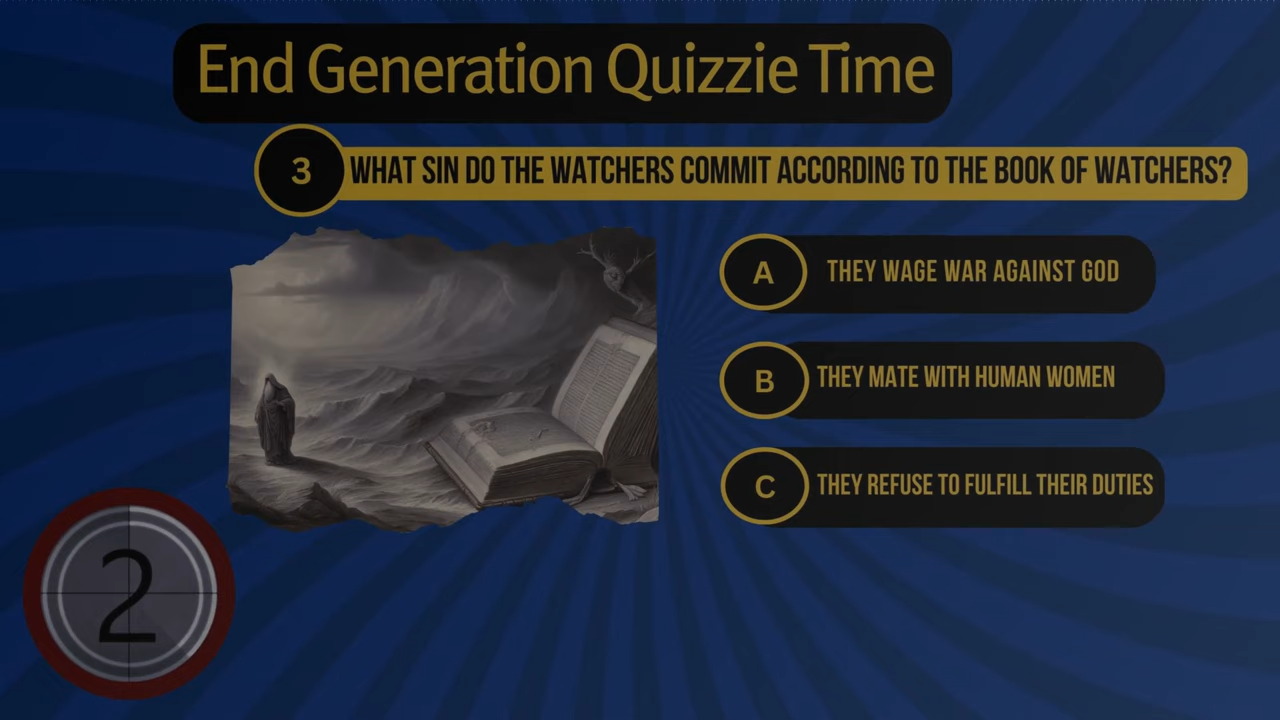 End Generation Quizzie Time
3 WHAT SIN DO THE WATCHERS COMMIT ACCORDING TO THE BOOK OF WATCHERS?
A THEY WAGE WAR AGAINST GOD
B THEY MATE WITH HUMAN WOMEN
C THEY REFUSE TO FULFILL THEIR DUTIES
2